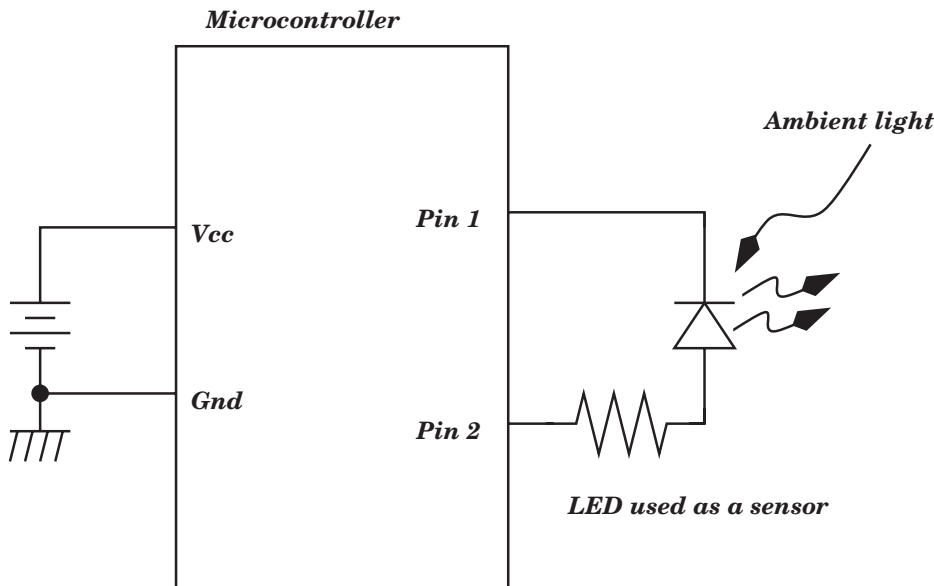 Microcontroller
Ambient light
Vcc
Pin 1
Gnd
Pin 2
LED used as a sensor